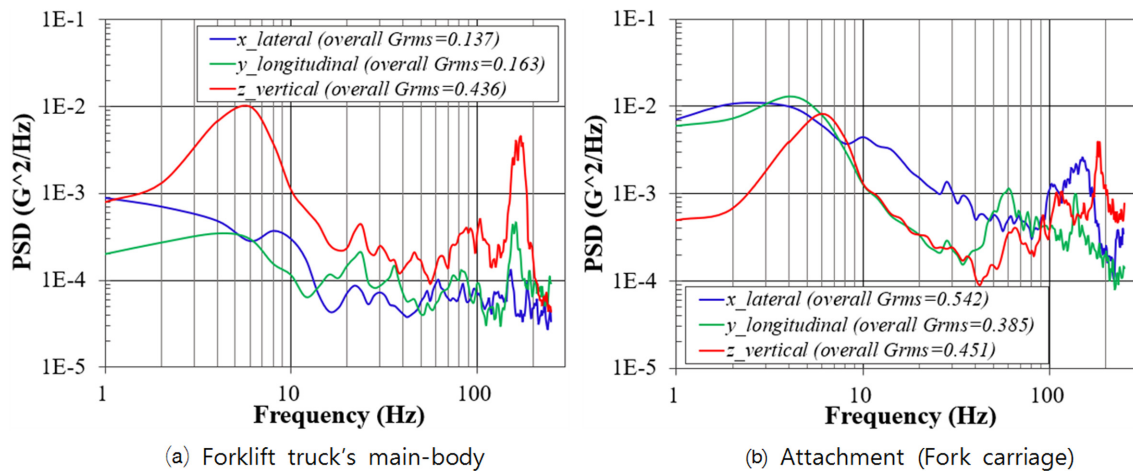 1E-1
1E-2
1E-3
1E-4
1E-5
PSD (G^2/Hz)
x_lateral (overall Grms=0.137)
y_longitudinal (overall Grms=0.163)
z_vertical (overall Grms=0.436)
1
10
100
Frequency (Hz)
(a) Forklift truck's main-body
1E-1
1E-2
1E-3
1E-4
1E-5
PSD (G^2/Hz)
x_lateral (overall Grms=0.542)
y_longitudinal (overall Grms=0.385)
z_vertical (overall Grms=0.451)
1
10
100
Frequency (Hz)
(b) Attachment (Fork carriage)